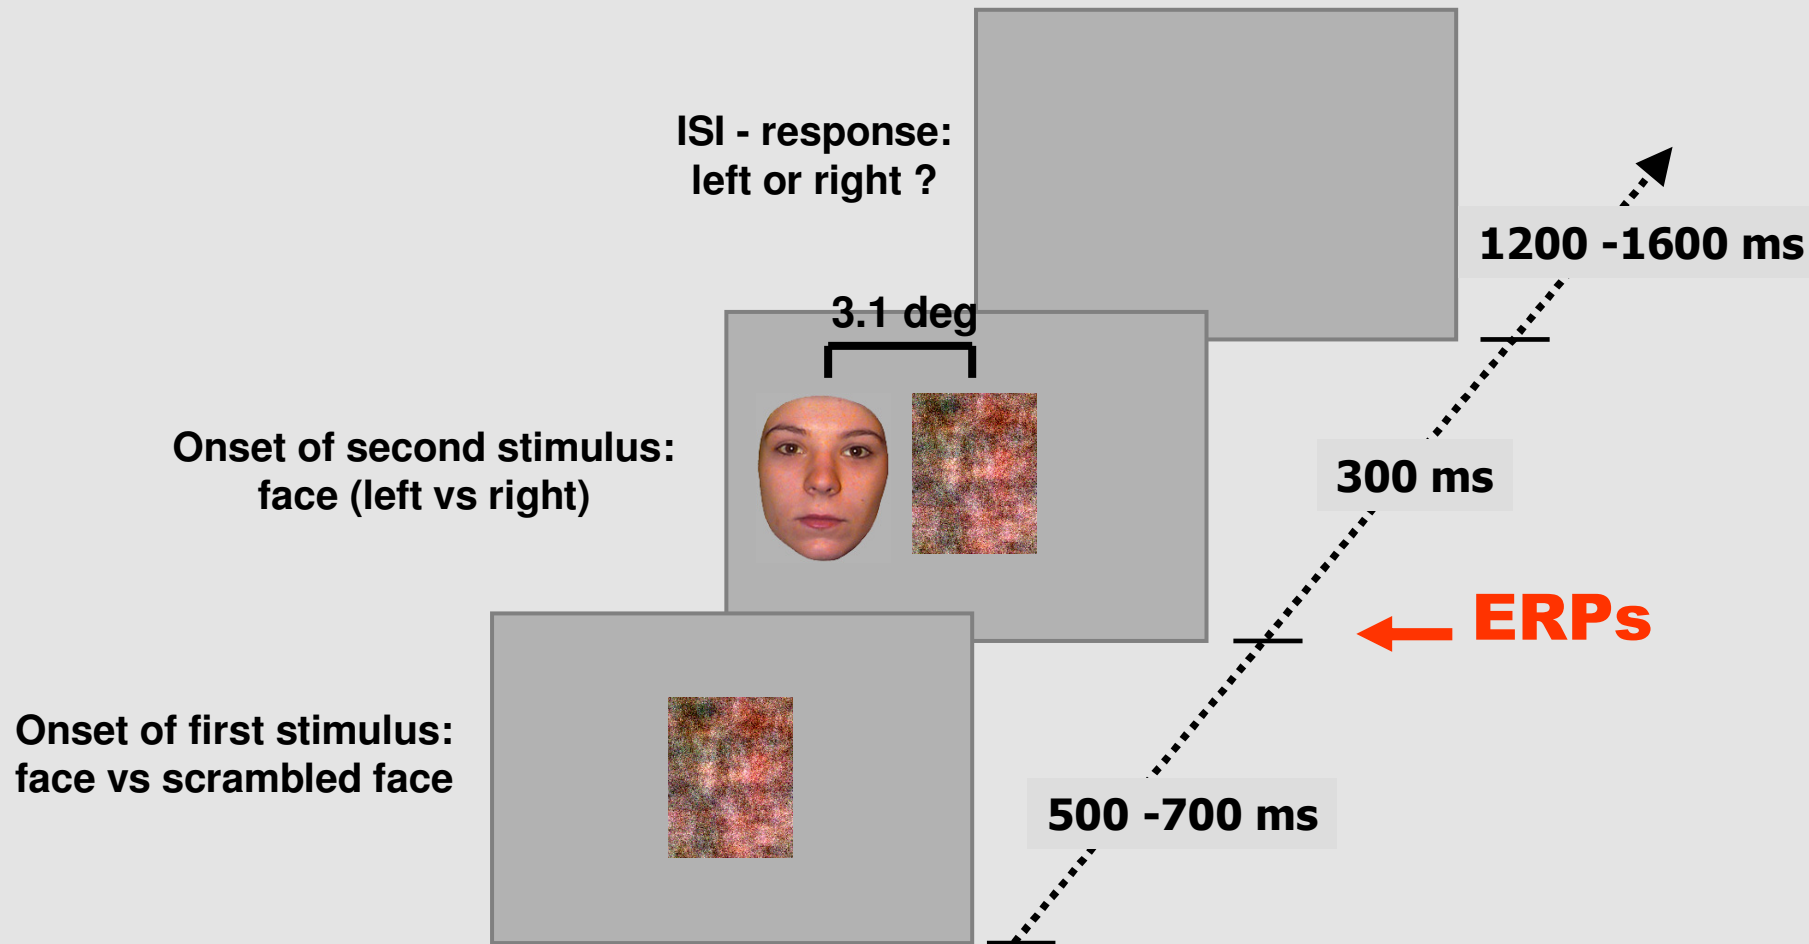 ISI - response:
left or right ?
1200 -1600 ms
3.1 deg
Onset of second stimulus:
face (left vs right)
300 ms
ERPs
Onset of first stimulus:
face vs scrambled face
500 -700 ms